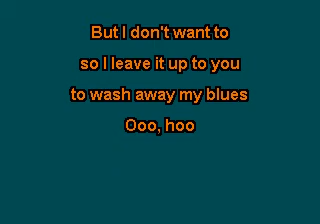 But I don't want to
so I leave it up to you
to wash away my blues
Ooo, hoo